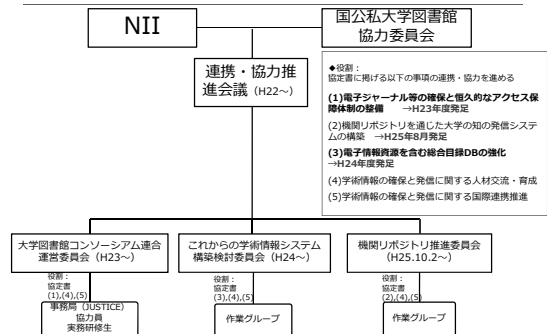 NII
国公私大学図書館
協力委員会
連携・協力推
進会議（H22～）
◆役割：
協定書に掲げる以下の事項の連携・協力を進める
(1)電子ジャーナル等の確保と恒久的なアクセス保
障体制の整備　→H23年度発足
(2)機関リポジトリを通じた大学の知の発信システ
ムの構築　→H25年8月発足
(3)電子情報資源を含む総合目録DBの強化
→H24年度発足
(4)学術情報の確保と発信に関する人材交流・育成
(5)学術情報の確保と発信に関する国際連携推進
大学図書館コンソーシアム連合
運営委員会（H23～）
これからの学術情報システム
構築検討委員会（H24～）
機関リポジトリ推進委員会
（H25.10.2～）
役割：
協定書
(1),(4),(5)
役割：
協定書
(3),(4),(5)
役割：
協定書
(2),(4),(5)
事務局（JUSTICE）
協力員
実務研修生
作業グループ
作業グループ